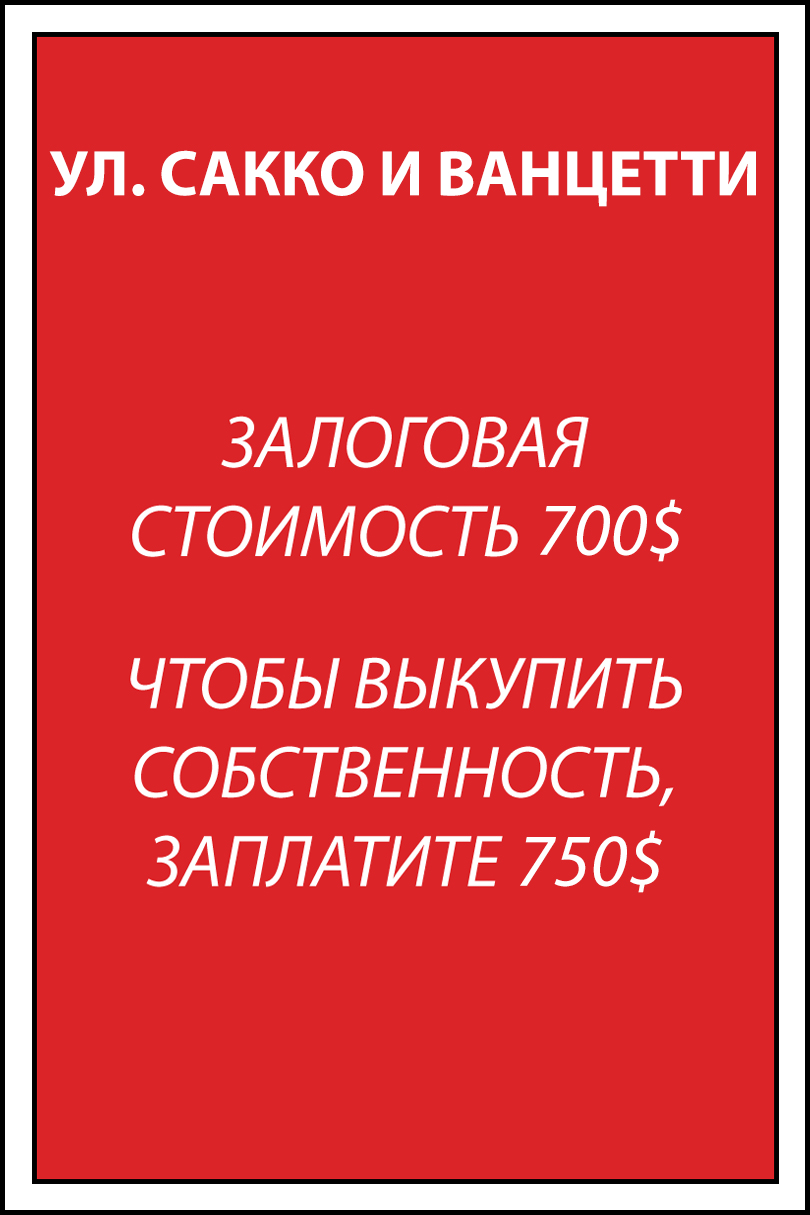 УЛ. САККО И ВАНЦЕТТИ
ЗАЛОГОВАЯ
СТОИМОСТЬ 700$
ЧТОБЫ ВЫКУПИТЬ
СОБСТВЕННОСТЬ,
ЗАПЛАТИТЕ 750$